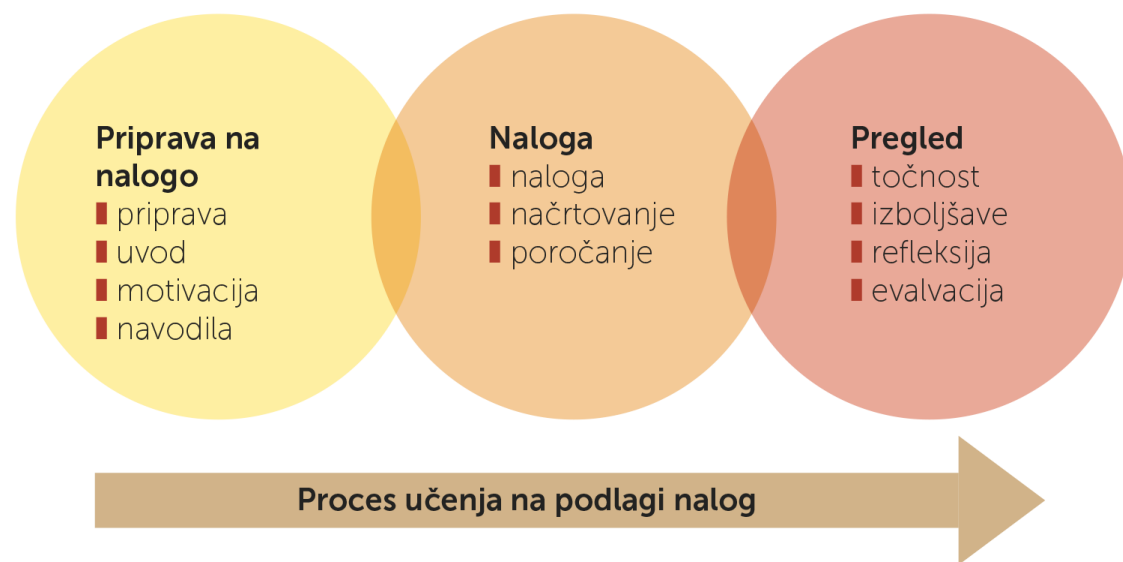 Priprava na
nalogo
priprava
uvod
motivacija
navodila
Naloga
naloga
načrtovanje
poročanje
Pregled
točnost
izboljšave
refleksija
evalvacija
Proces učenja na podlagi nalog